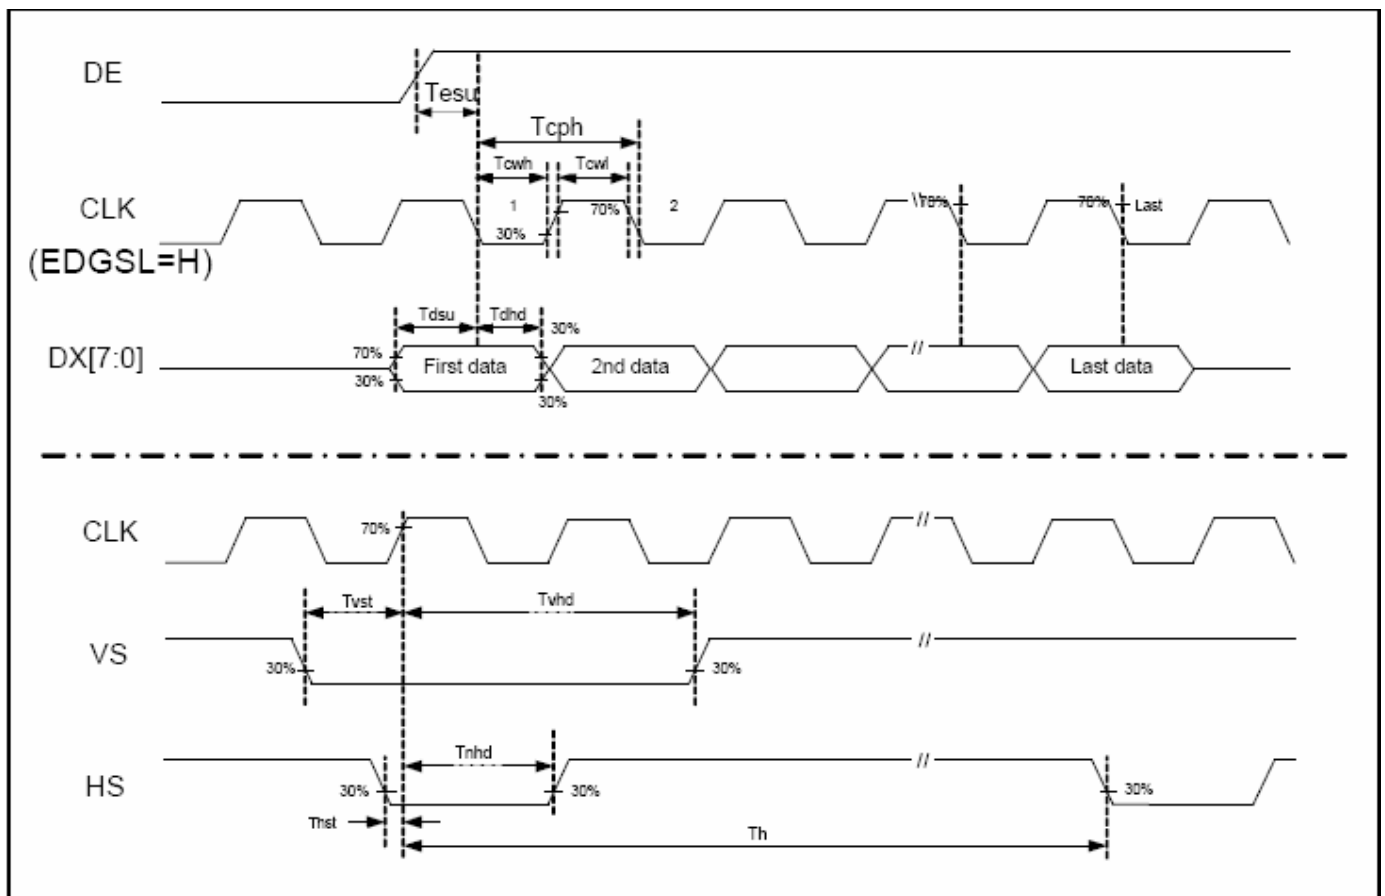 DE
Tesu
Tcph
Tcwh
Tcwl
CLK
1
70%
2
\\
70%
70%
Last
30%
(EDGSL=H)
Tdsu
Tdhd
30%
DX[7:0]
70%
First data
2nd data
//
Last data
30%
30%
CLK
70%
//
Tvst
Tvhd
VS
30%
30%
//
Tnhd
HS
30%
30%
//
30%
Thst
Th